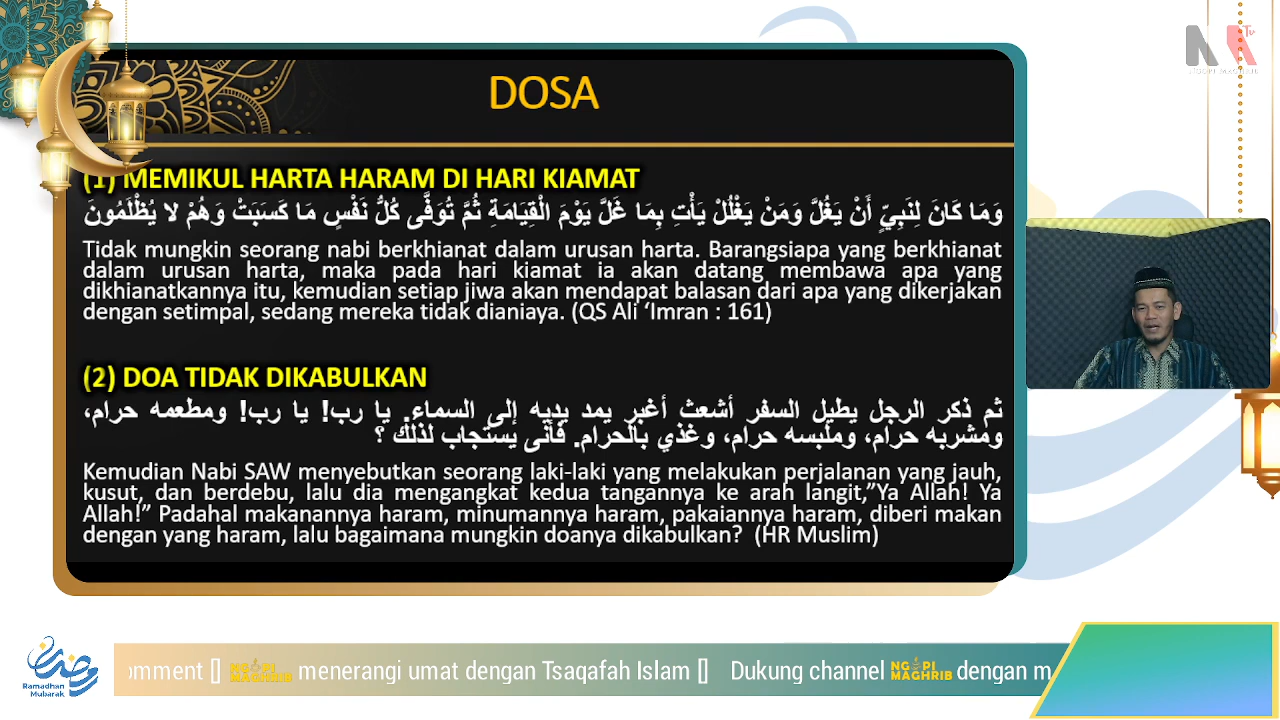 DOSA
(1) MEMIKUL HARTA HARAM DI HARI KIAMAT
وَمَا كَانَ لِنَبِيٍّ أَنْ يَغُلَّ وَمَنْ يَغْلُلْ يَأْتِ بِمَا غَلَّ يَوْمَ الْقِيَامَةِ ثُمَّ تُوَفَّى كُلُّ نَفْسٍ مَا كَسَبَتْ وَهُمْ لا يُظْلَمُونَ
Tidak mungkin seorang nabi berkhianat dalam urusan harta. Barangsiapa yang berkhianat
dalam urusan harta, maka pada hari kiamat ia akan datang membawa apa yang
dikhianatkannya itu, kemudian setiap jiwa akan mendapat balasan dari apa yang dikerjakan
dengan setimpal, sedang mereka tidak dianiaya. (QS Ali ‘Imran : 161)
(2) DOA TIDAK DIKABULKAN
ثم ذكر الرجل يطيل السفر أشعث أغبر يمد يديه إلى السماء. يا رب! يا رب! ومطعمه حرام،
ومشربه حرام، وملبسه حرام، وغذي بالحرام. فأنى يستجاب لذلك ؟
Kemudian Nabi SAW menyebutkan seorang laki-laki yang melakukan perjalanan yang jauh,
kusut, dan berdebu, lalu dia mengangkat kedua tangannya ke arah langit,”Ya Allah! Ya
Allah!” Padahal makanannya haram, minumannya haram, pakaiannya haram, diberi makan
dengan yang haram, lalu bagaimana mungkin doanya dikabulkan? (HR Muslim)
NR Tv
NGOPI MAGHRIB
رمضان
Ramadhan
Mubarak
omment [] NGOPI MAGHRIB menerangi umat dengan Tsaqafah Islam [] Dukung channel NGOPI MAGHRIB dengan m